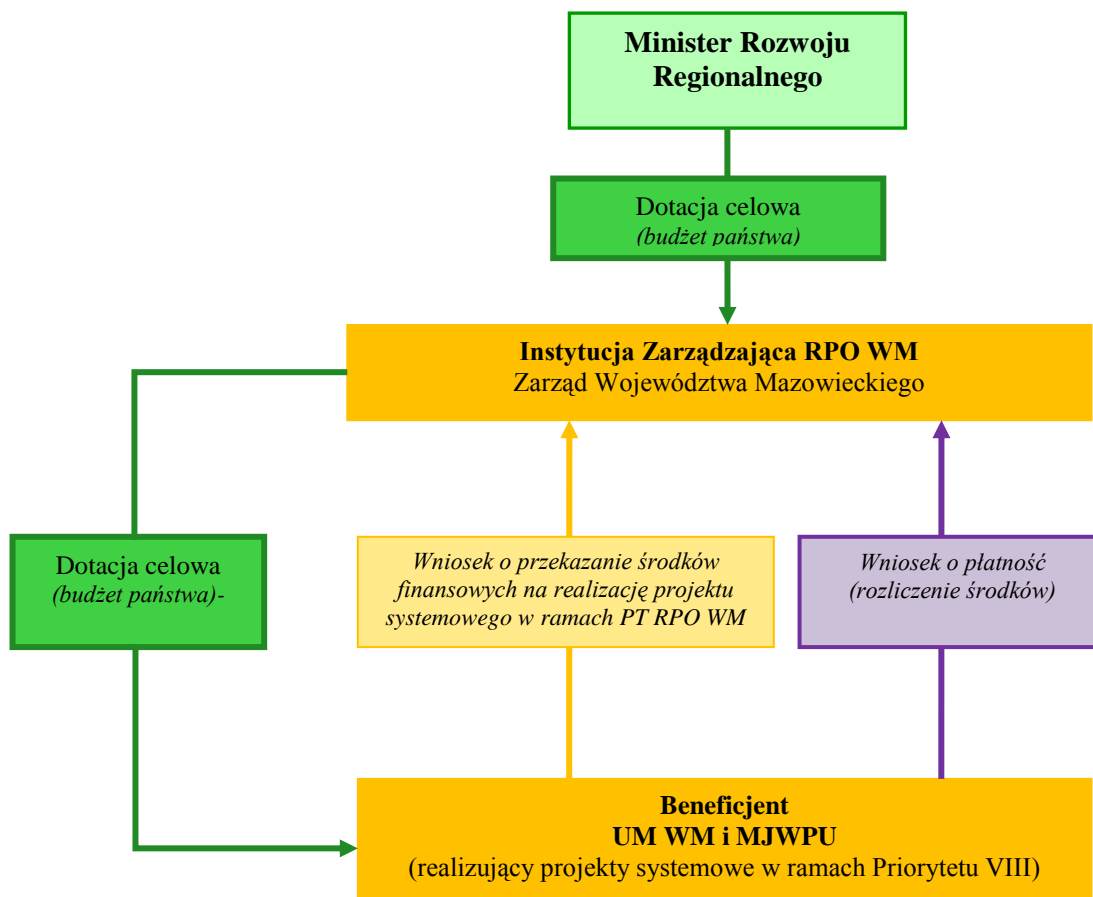 Minister Rozwoju
Regionalnego
Dotacja celowa
(budżet państwa)
Instytucja Zarządzająca RPO WM
Zarząd Województwa Mazowieckiego
Dotacja celowa
(budżet państwa)-
Wniosek o przekazanie środków
finansowych na realizację projektu
systemowego w ramach PT RPO WM
Wniosek o płatność
(rozliczenie środków)
Beneficjent
UM WM i MJWPU
(realizujący projekty systemowe w ramach Priorytetu VIII)